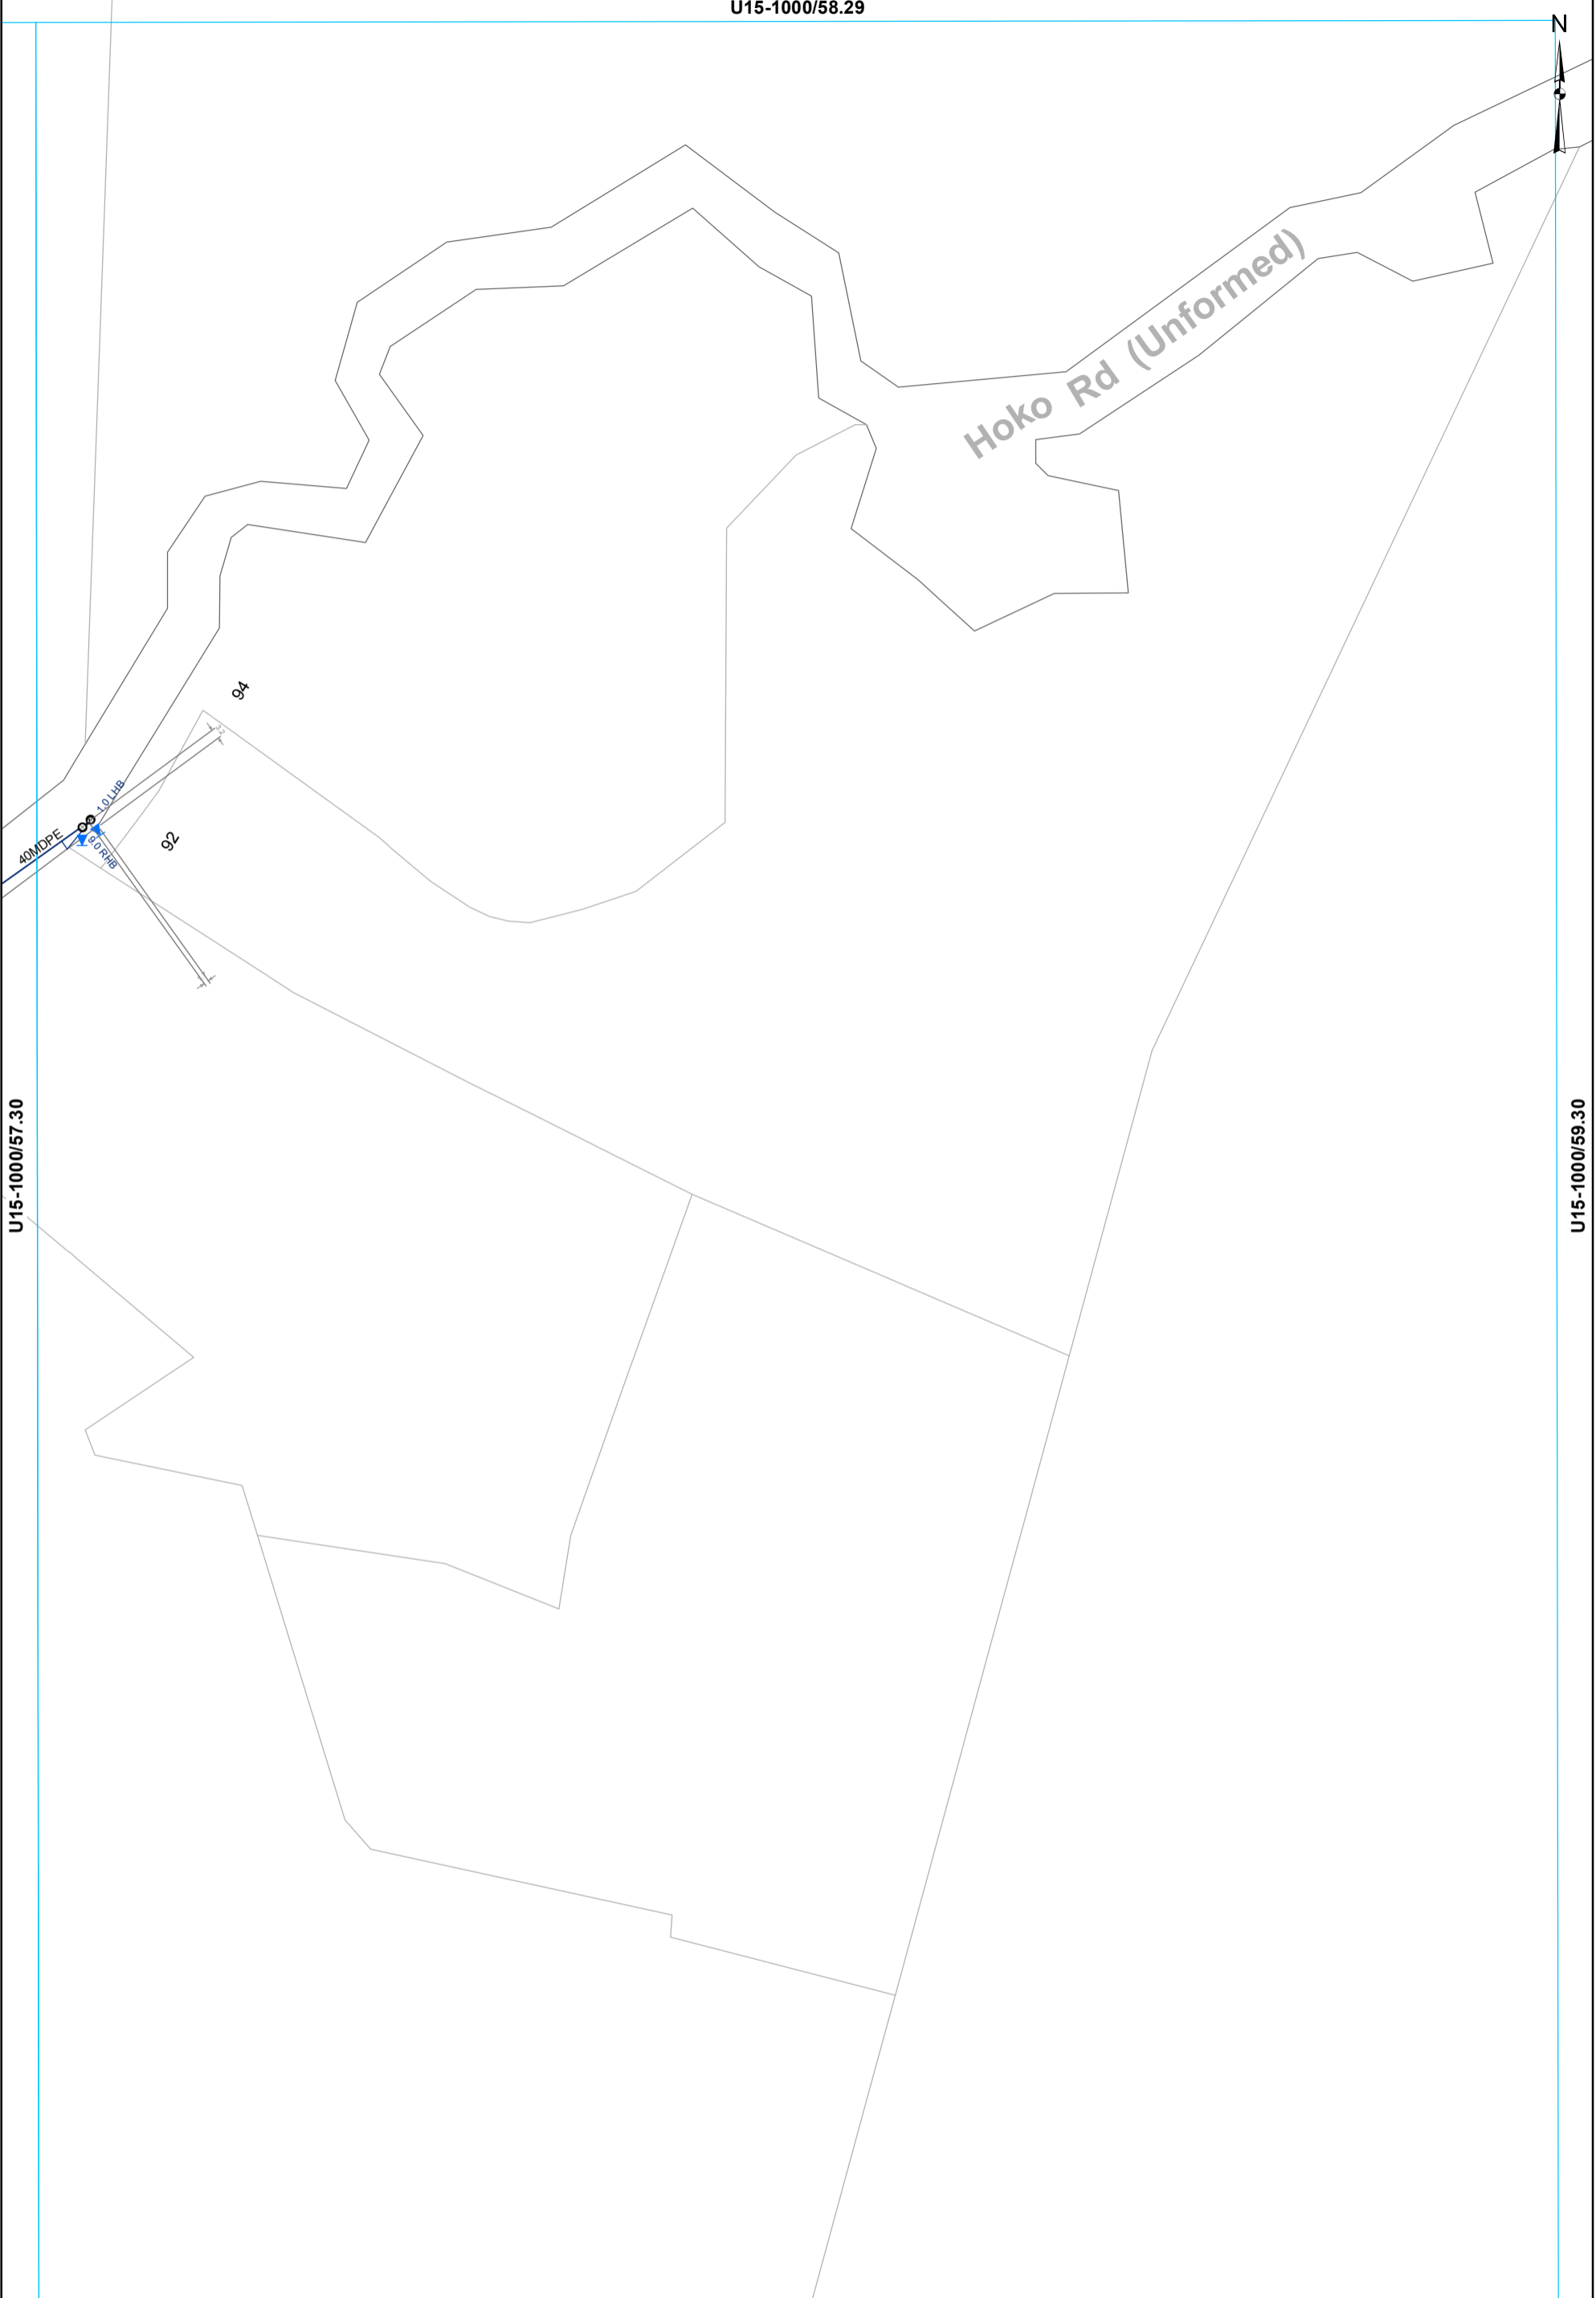 U15-1000/58.29
N
Hoko Rd (Unformed)
94
1.0 LHB
40MDPE
9.0 RHB
92
U15-1000/57.30
U15-1000/59.30